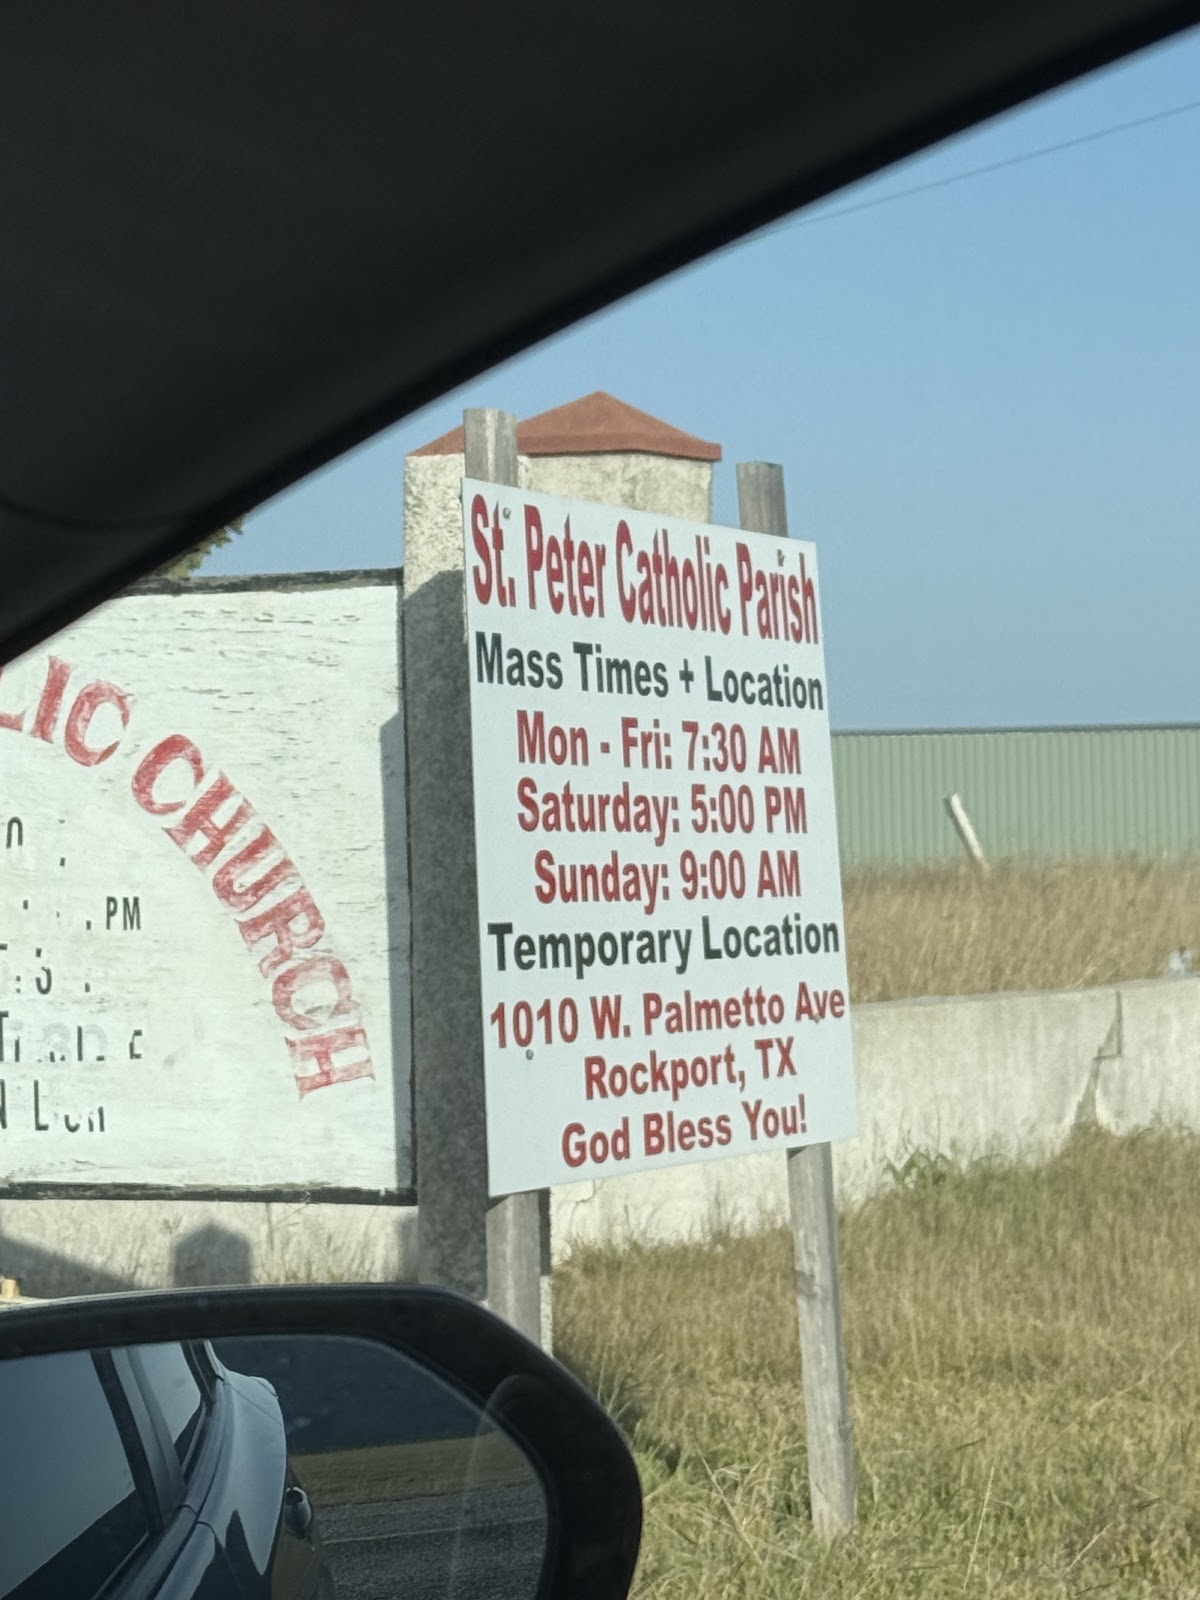 LIC CHURCH
PM
St. Peter Catholic Parish
Mass Times + Location
Mon - Fri: 7:30 AM
Saturday: 5:00 PM
Sunday: 9:00 AM
Temporary Location
1010 W. Palmetto Ave
Rockport, TX
God Bless You!